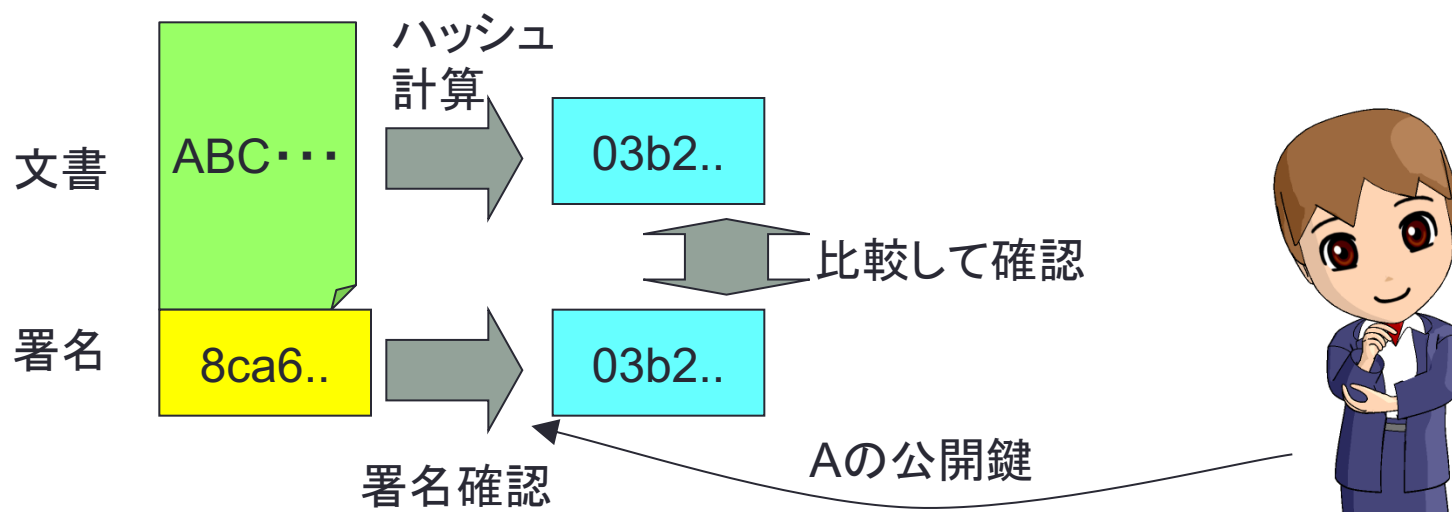 ハッシュ
計算
文書
ABC・・・
03b2..
比較して確認
署名
8ca6..
03b2..
署名確認
Aの公開鍵